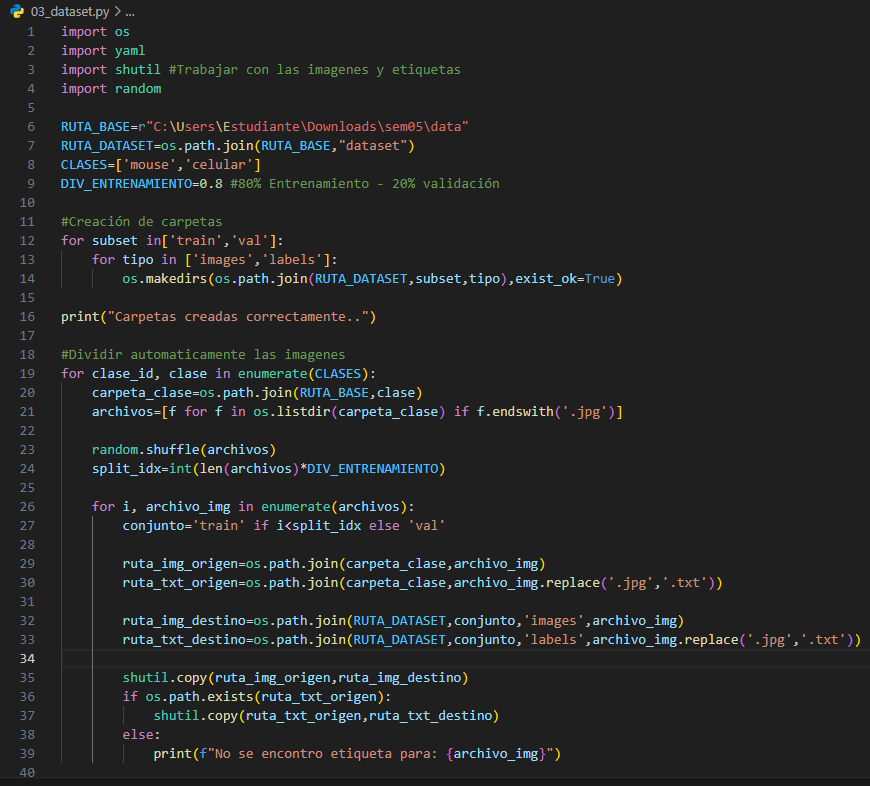 03_dataset.py > ...
1 import os
2 import yaml
3 import shutil #Trabajar con las imagenes y etiquetas
4 import random
5
6 RUTA_BASE=r"C:\Users\Estudiante\Downloads\sem05\data"
7 RUTA_DATASET=os.path.join(RUTA_BASE,"dataset")
8 CLASES=['mouse','celular']
9 DIV_ENTRENAMIENTO=0.8 #80% Entrenamiento - 20% validación
10
11 #Creación de carpetas
12 for subset in['train','val']:
13     for tipo in ['images','labels']:
14         os.makedirs(os.path.join(RUTA_DATASET,subset,tipo),exist_ok=True)
15
16 print("Carpetas creadas correctamente..")
17
18 #Dividir automaticamente las imagenes
19 for clase_id, clase in enumerate(CLASES):
20     carpeta_clase=os.path.join(RUTA_BASE,clase)
21     archivos=[f for f in os.listdir(carpeta_clase) if f.endswith('.jpg')]
22
23     random.shuffle(archivos)
24     split_idx=int(len(archivos)*DIV_ENTRENAMIENTO)
25
26     for i, archivo_img in enumerate(archivos):
27         conjunto='train' if i<split_idx else 'val'
28
29         ruta_img_origen=os.path.join(carpeta_clase,archivo_img)
30         ruta_txt_origen=os.path.join(carpeta_clase,archivo_img.replace('.jpg','.txt'))
31
32         ruta_img_destino=os.path.join(RUTA_DATASET,conjunto,'images',archivo_img)
33         ruta_txt_destino=os.path.join(RUTA_DATASET,conjunto,'labels',archivo_img.replace('.jpg','.txt'))
34
35         shutil.copy(ruta_img_origen,ruta_img_destino)
36         if os.path.exists(ruta_txt_origen):
37             shutil.copy(ruta_txt_origen,ruta_txt_destino)
38         else:
39             print(f"No se encontro etiqueta para: {archivo_img}")
40